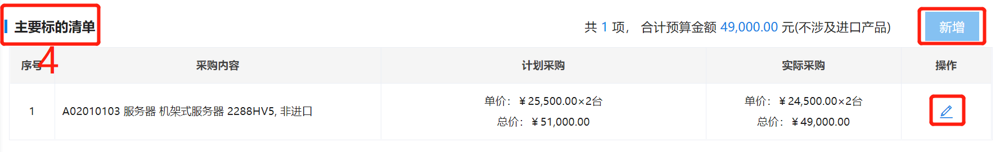 主要标的清单
共 1 项， 合计预算金额 49,000.00 元(不涉及进口产品)
新增
4
序号 采购内容 计划采购 实际采购 操作
1 A02010103 服务器 机架式服务器 2288HV5, 非进口 单价：￥25,500.00×2台 单价：￥24,500.00×2台
总价：￥51,000.00 总价：￥49,000.00